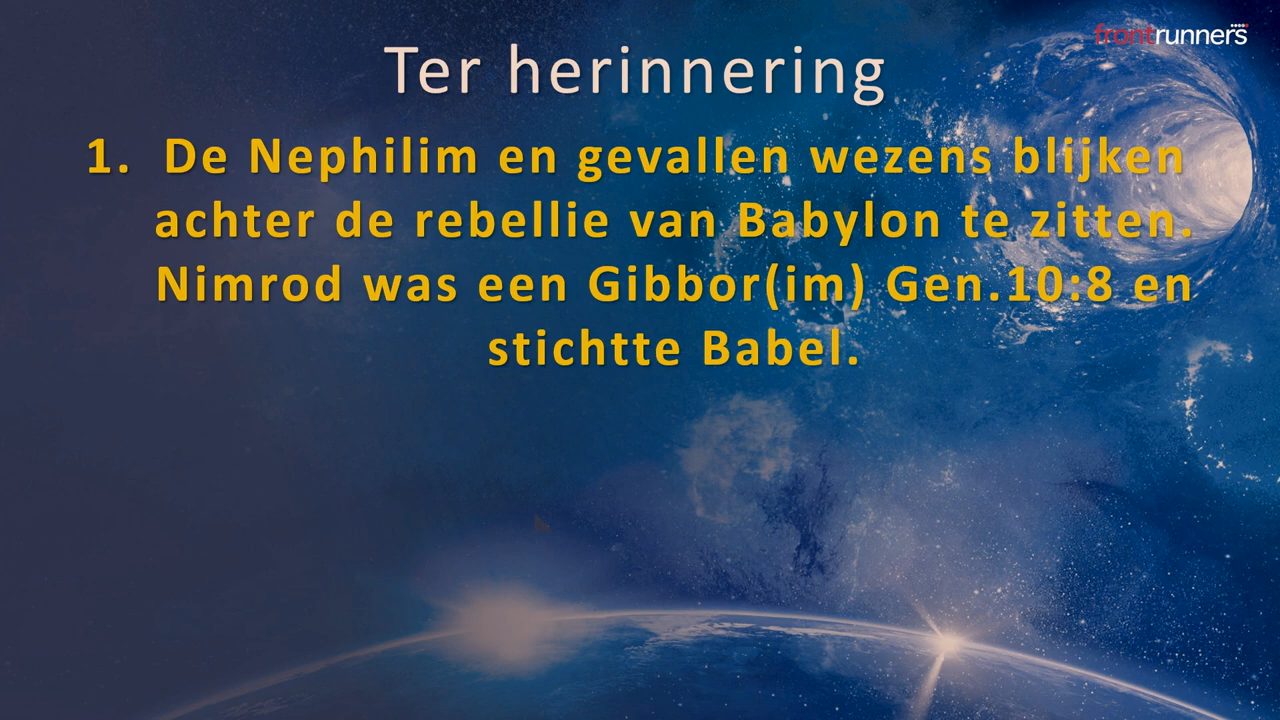 frontrunners
Ter herinnering
1. De Nephilim en gevallen wezens blijken
achter de rebellie van Babylon te zitten.
Nimrod was een Gibbor(im) Gen.10:8 en
stichtte Babel.